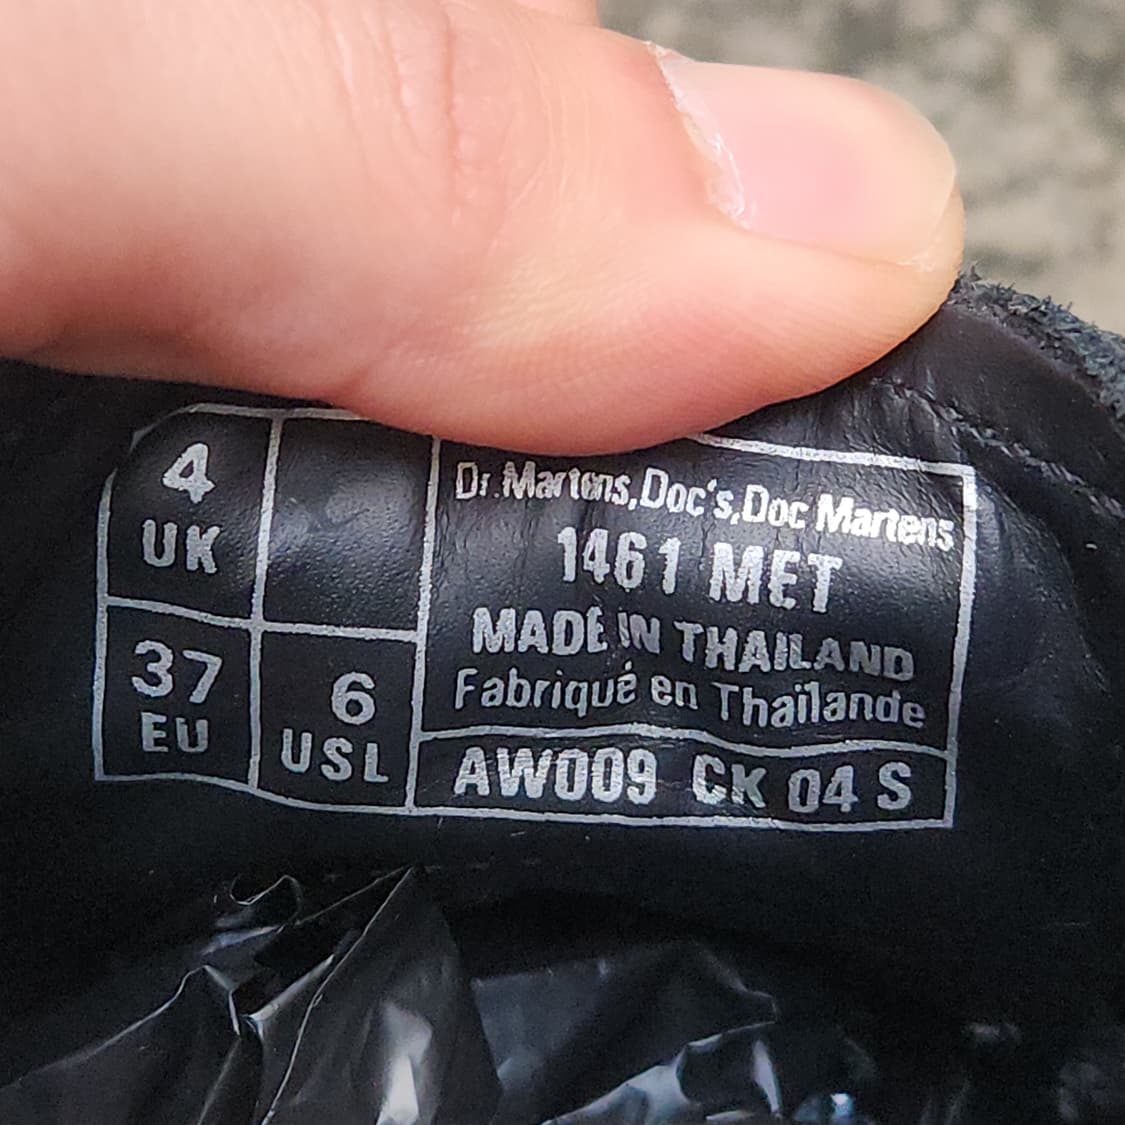 4
UK
37
EU
6
USL
Dr.Martens,Doc's,Doc Martens
1461 MET
MADE IN THAILAND
Fabriqué en Thaïlande
AW009 CK 04 S